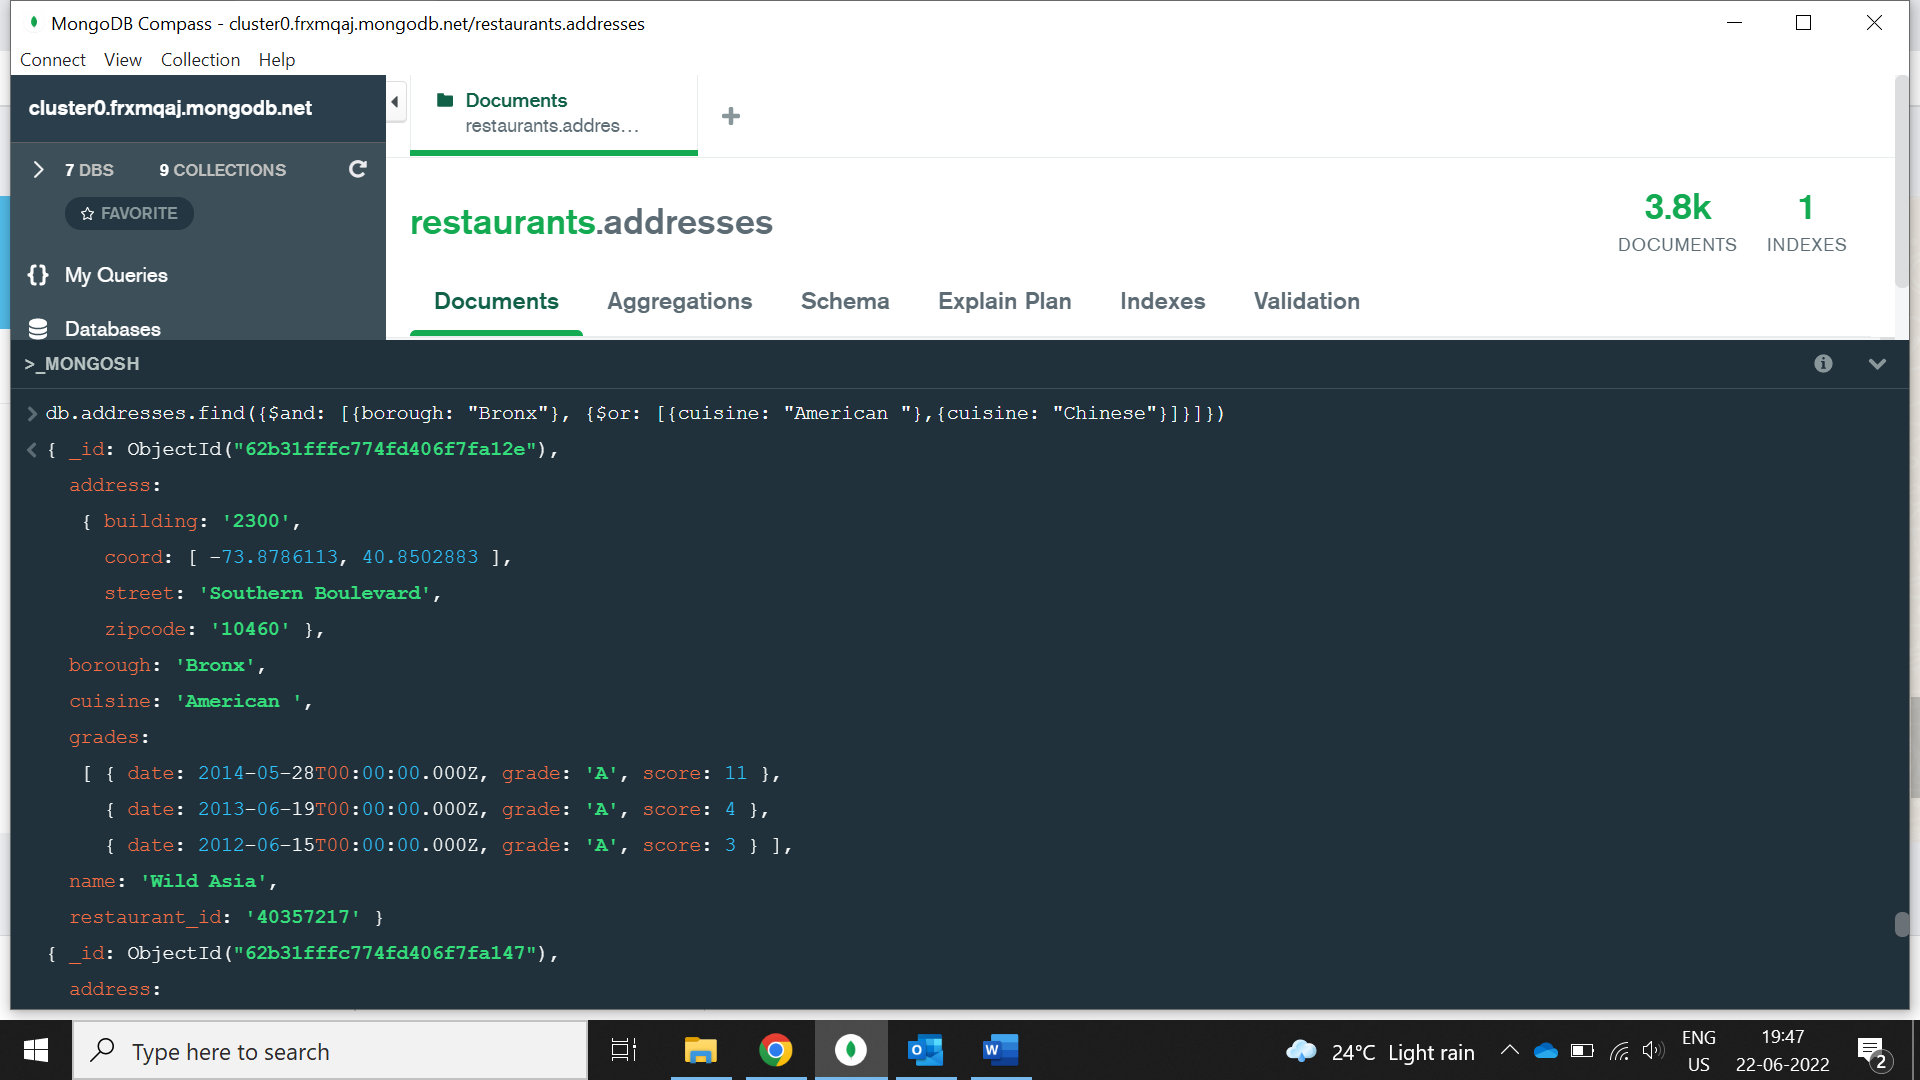 MongoDB Compass - cluster0.frxmqaj.mongodb.net/restaurants.addresses
Connect View Collection Help
cluster0.frxmqaj.mongodb.net
7 DBS 9 COLLECTIONS
FAVORITE
{} My Queries
Databases
Documents
restaurants.addres...
+
restaurants.addresses
3.8k
DOCUMENTS
1
INDEXES
Documents Aggregations Schema Explain Plan Indexes Validation
>_MONGOSH
> db.addresses.find({$and: [{borough: "Bronx"}, {$or: [{cuisine: "American "},{cuisine: "Chinese"}]}]})
< { _id: ObjectId("62b31fffc774fd406f7fa12e"),
address:
{ building: '2300',
coord: [ -73.8786113, 40.8502883 ],
street: 'Southern Boulevard',
zipcode: '10460' },
borough: 'Bronx',
cuisine: 'American ',
grades:
[ { date: 2014-05-28T00:00:00.000Z, grade: 'A', score: 11 },
{ date: 2013-06-19T00:00:00.000Z, grade: 'A', score: 4 },
{ date: 2012-06-15T00:00:00.000Z, grade: 'A', score: 3 } ],
name: 'Wild Asia',
restaurant_id: '40357217' }
{ _id: ObjectId("62b31fffc774fd406f7fa147"),
address:
Type here to search
24°C Light rain
ENG
US
19:47
22-06-2022
2